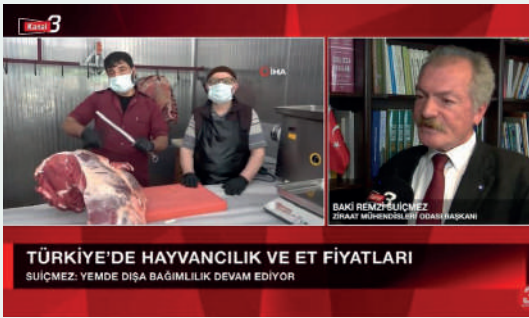 Kanal 3
İHA
BAKİ REMZİ SUİÇMEZ
ZİRAAT MÜHENDİSLERİ ODASI BAŞKANI
TÜRKİYE'DE HAYVANCILIK VE ET FİYATLARI
SUİÇMEZ: YEMDE DIŞA BAĞIMLILIK DEVAM EDİYOR